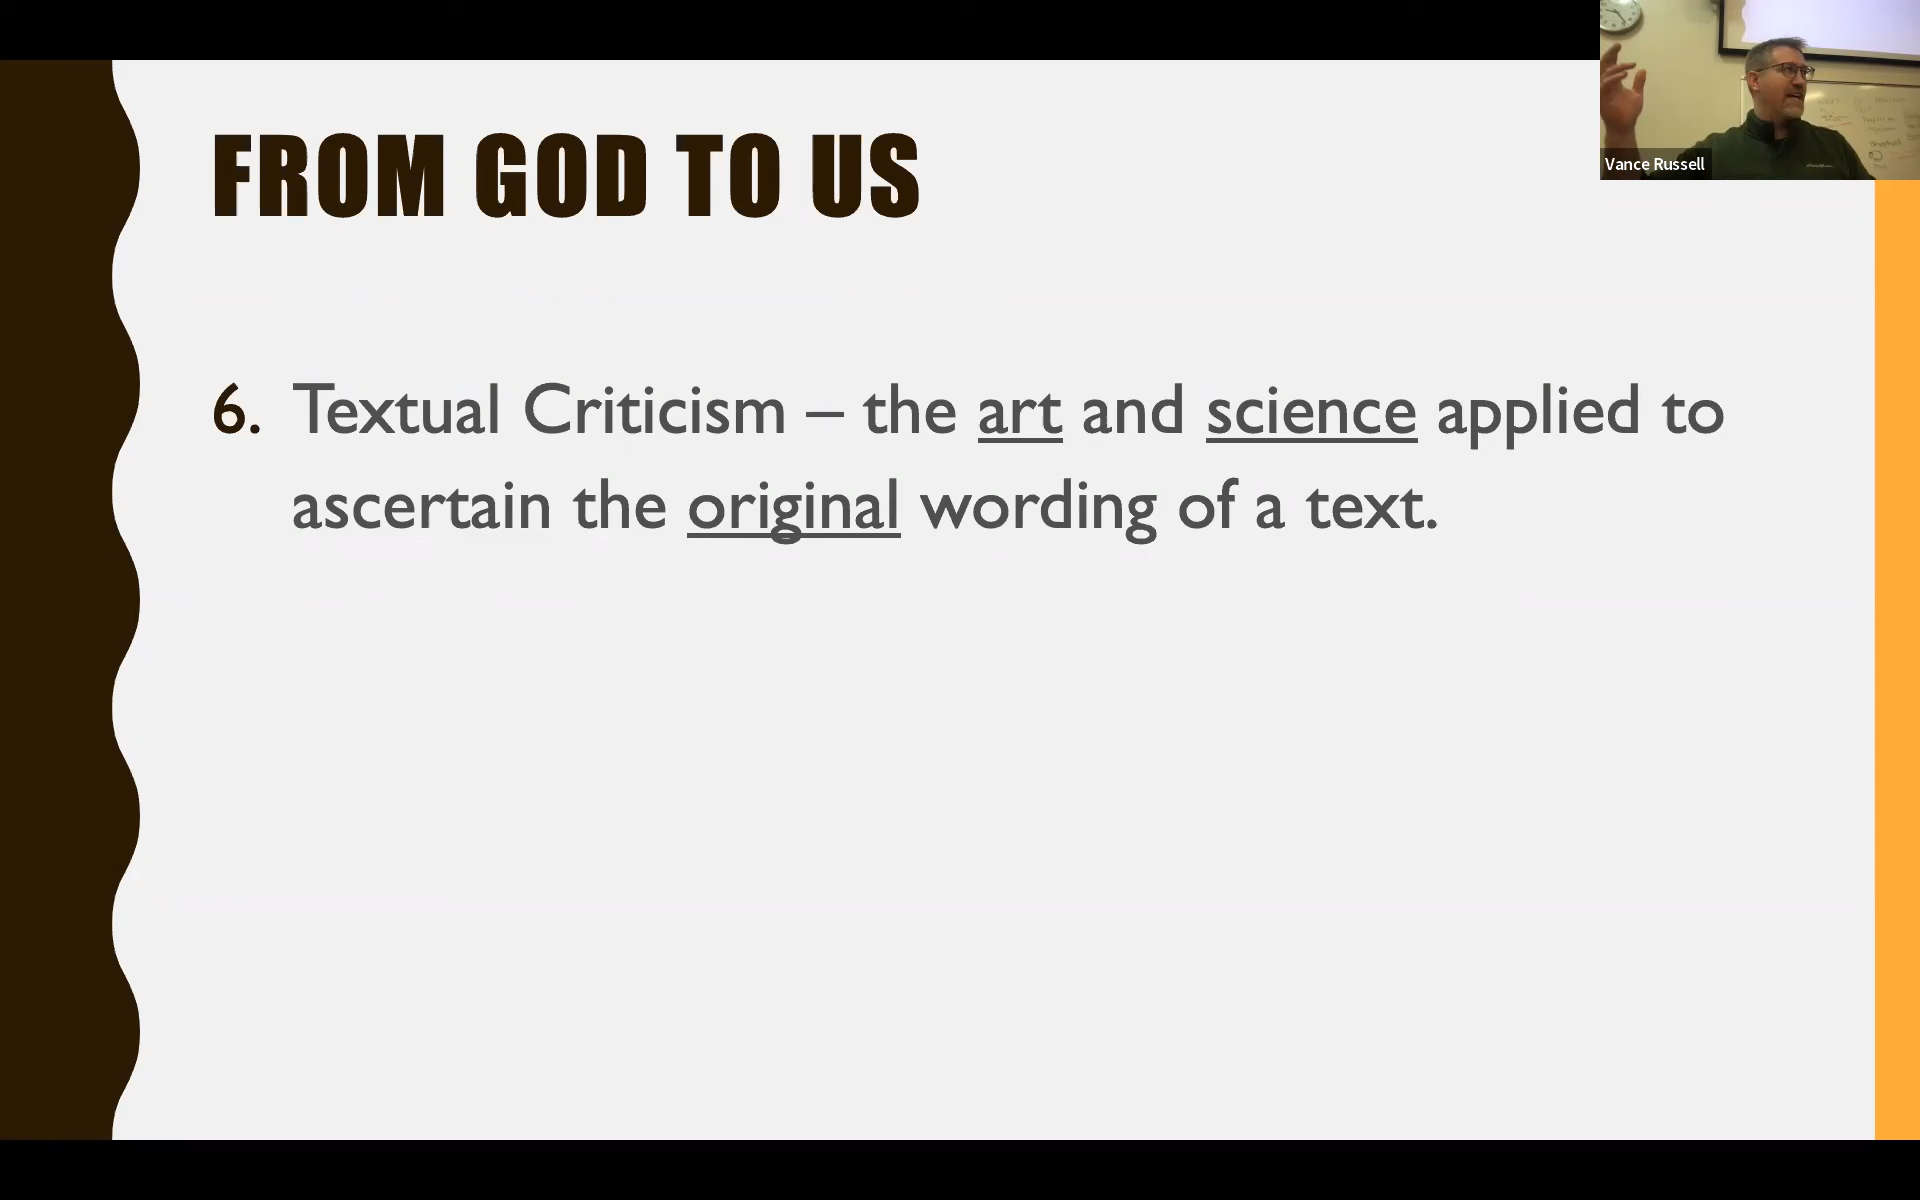 FROM GOD TO US
Vance Russell
6. Textual Criticism – the art and science applied to
ascertain the original wording of a text.